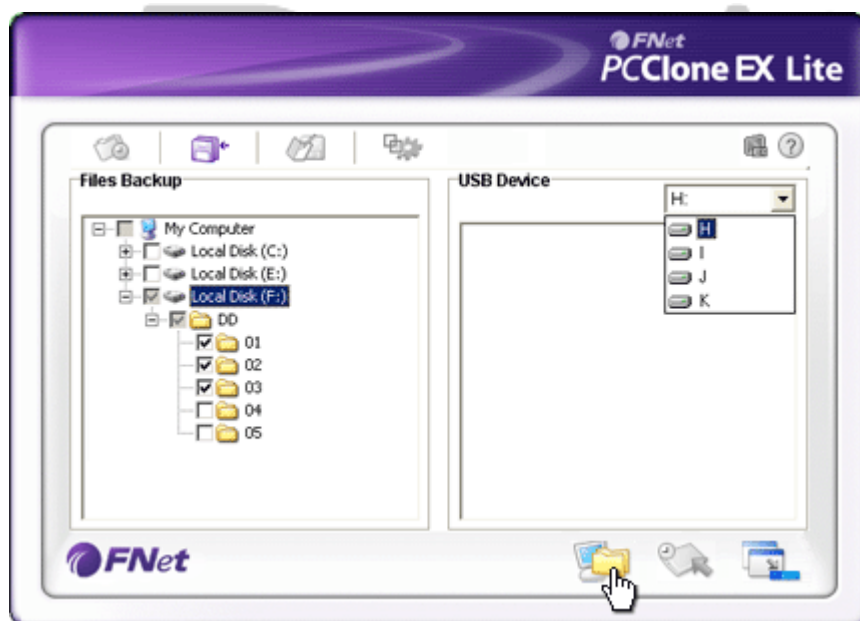 FNet
PCClone EX Lite
Files Backup
My Computer
Local Disk (C:)
Local Disk (E:)
Local Disk (F:)
DD
01
02
03
04
05
USB Device
H:
H
I
J
K
FNet